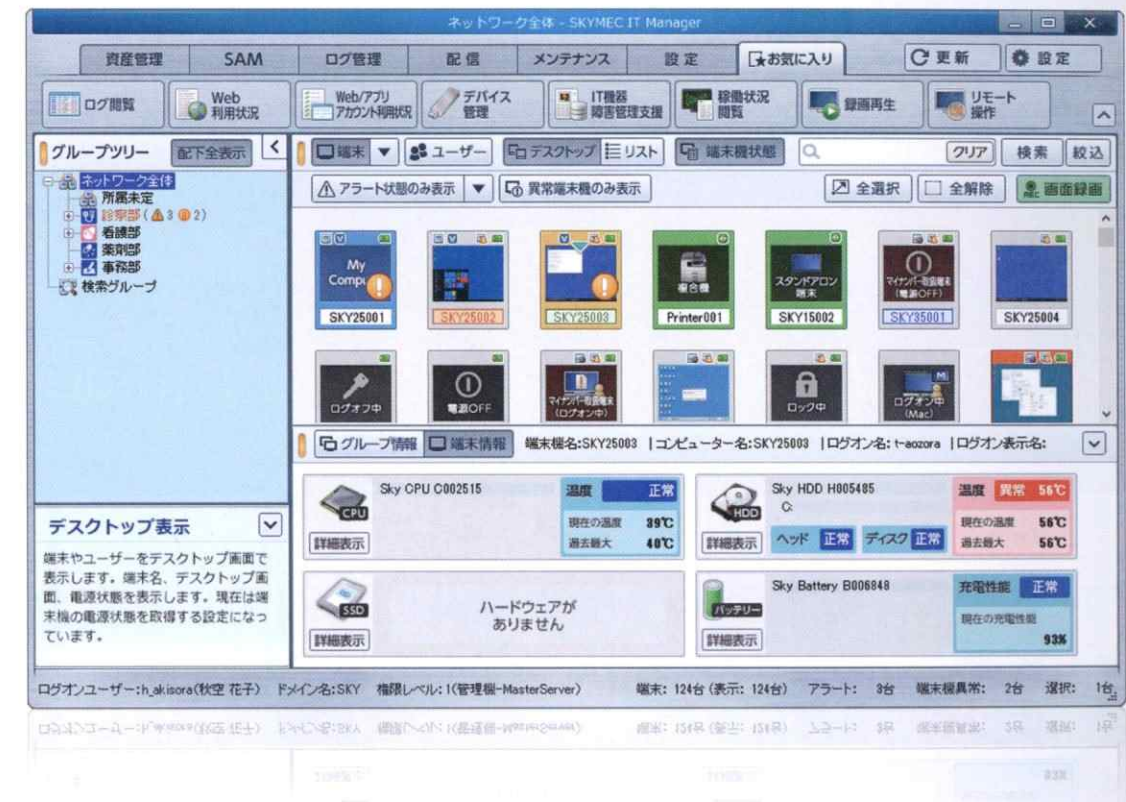 ネットワーク全体 - SKYMEC IT Manager
資産管理
SAM
ログ管理
配信
メンテナンス
設定
お気に入り
更新
設定
ログ閲覧
Web
利用状況
Web/アプリ
アカウント利用状況
デバイス
管理
IT機器
障害管理支援
稼働状況
閲覧
録画再生
リモート
操作
グループツリー
配下全表示
端末
ユーザー
デスクトップ
リスト
端末機状態
クリア
検索
絞込
アラート状態のみ表示
異常端末機のみ表示
全選択
全解除
画面録画
ネットワーク全体
所属未定
診察部(3 2)
看護部
薬剤部
事務部
検索グループ
My
Compu
SKY25001
SKY25002
SKY25003
複合機
Printer001
スタンドアロン
端末
SKY15002
マイナンバー取扱端末
(電源OFF)
SKY35001
SKY25004
ログオフ中
電源OFF
マイナンバー取扱端末
(ログオン中)
ロック中
ログオン中
(Mac)
グループ情報
端末情報
端末機名:SKY25003 |コンピューター名:SKY25003 |ログオン名: t-aozora |ログオン表示名:
Sky CPU C002515
CPU
詳細表示
温度 正常
現在の温度 39℃
過去最大 40℃
Sky HDD H005485
C:
HDD
詳細表示
ヘッド 正常 ディスク 正常
温度 異常 56℃
現在の温度 56℃
過去最大 56℃
SSD
詳細表示
ハードウェアが
ありません
Sky Battery B006848
バッテリー
詳細表示
充電性能 正常
現在の充電性能
93%
デスクトップ表示
端末やユーザーをデスクトップ画面で
表示します。端末名、デスクトップ画
面、電源状態を表示します。現在は端
末機の電源状態を取得する設定になっ
ています。
ログオンユーザー:h_akisora(秋空 花子) ドメイン名:SKY 権限レベル: 1(管理機-MasterServer) 端末: 124台 (表示: 124台) アラート: 3台 端末機異常: 2台 選択: 1台